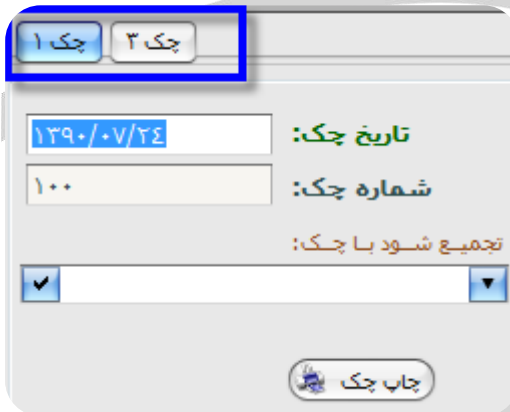 چک ۳ چک ۱
تاریخ چک: ۱۳۹۰/۰۷/۲٤
شماره چک: ۱۰۰
تجمیع شود با چک:
چاپ چک